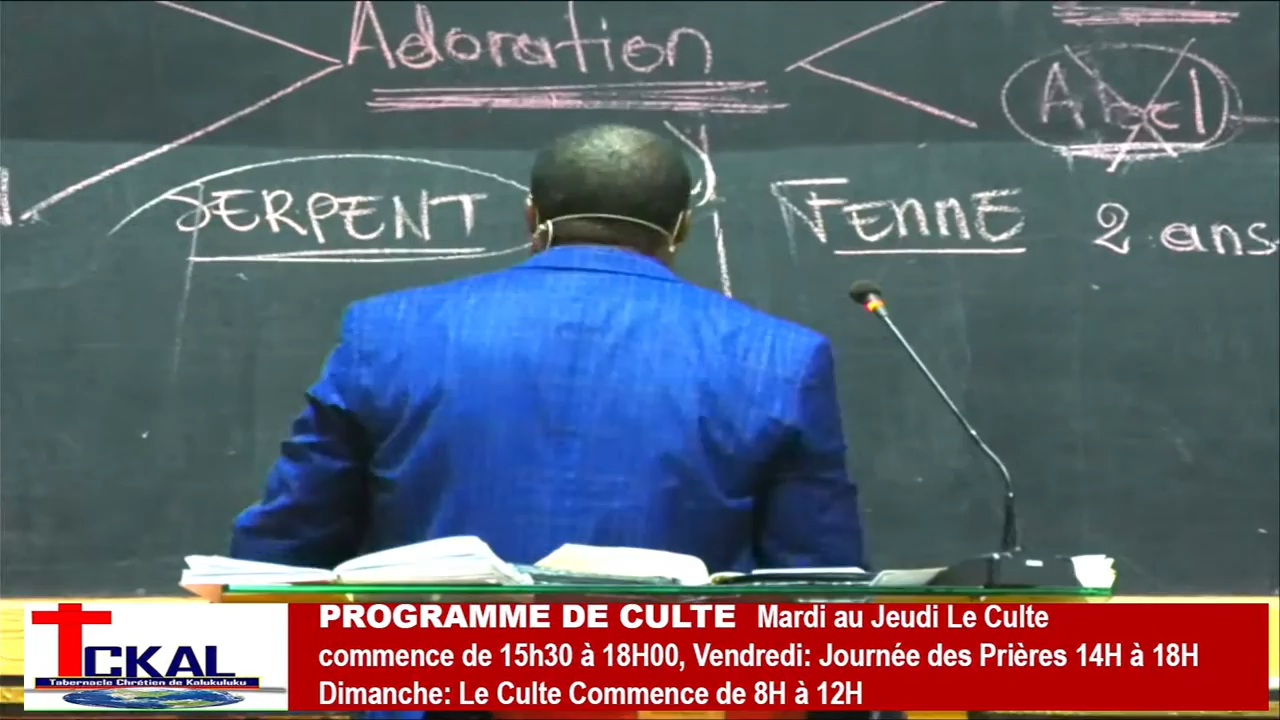 Adoration
Abel
SERPENT
FEMME 2 ans
PROGRAMME DE CULTE Mardi au Jeudi Le Culte
commence de 15h30 à 18H00, Vendredi: Journée des Prières 14H à 18H
Dimanche: Le Culte Commence de 8H à 12H
TCKAL
Tabernacle Chrétien de Kalukuluku